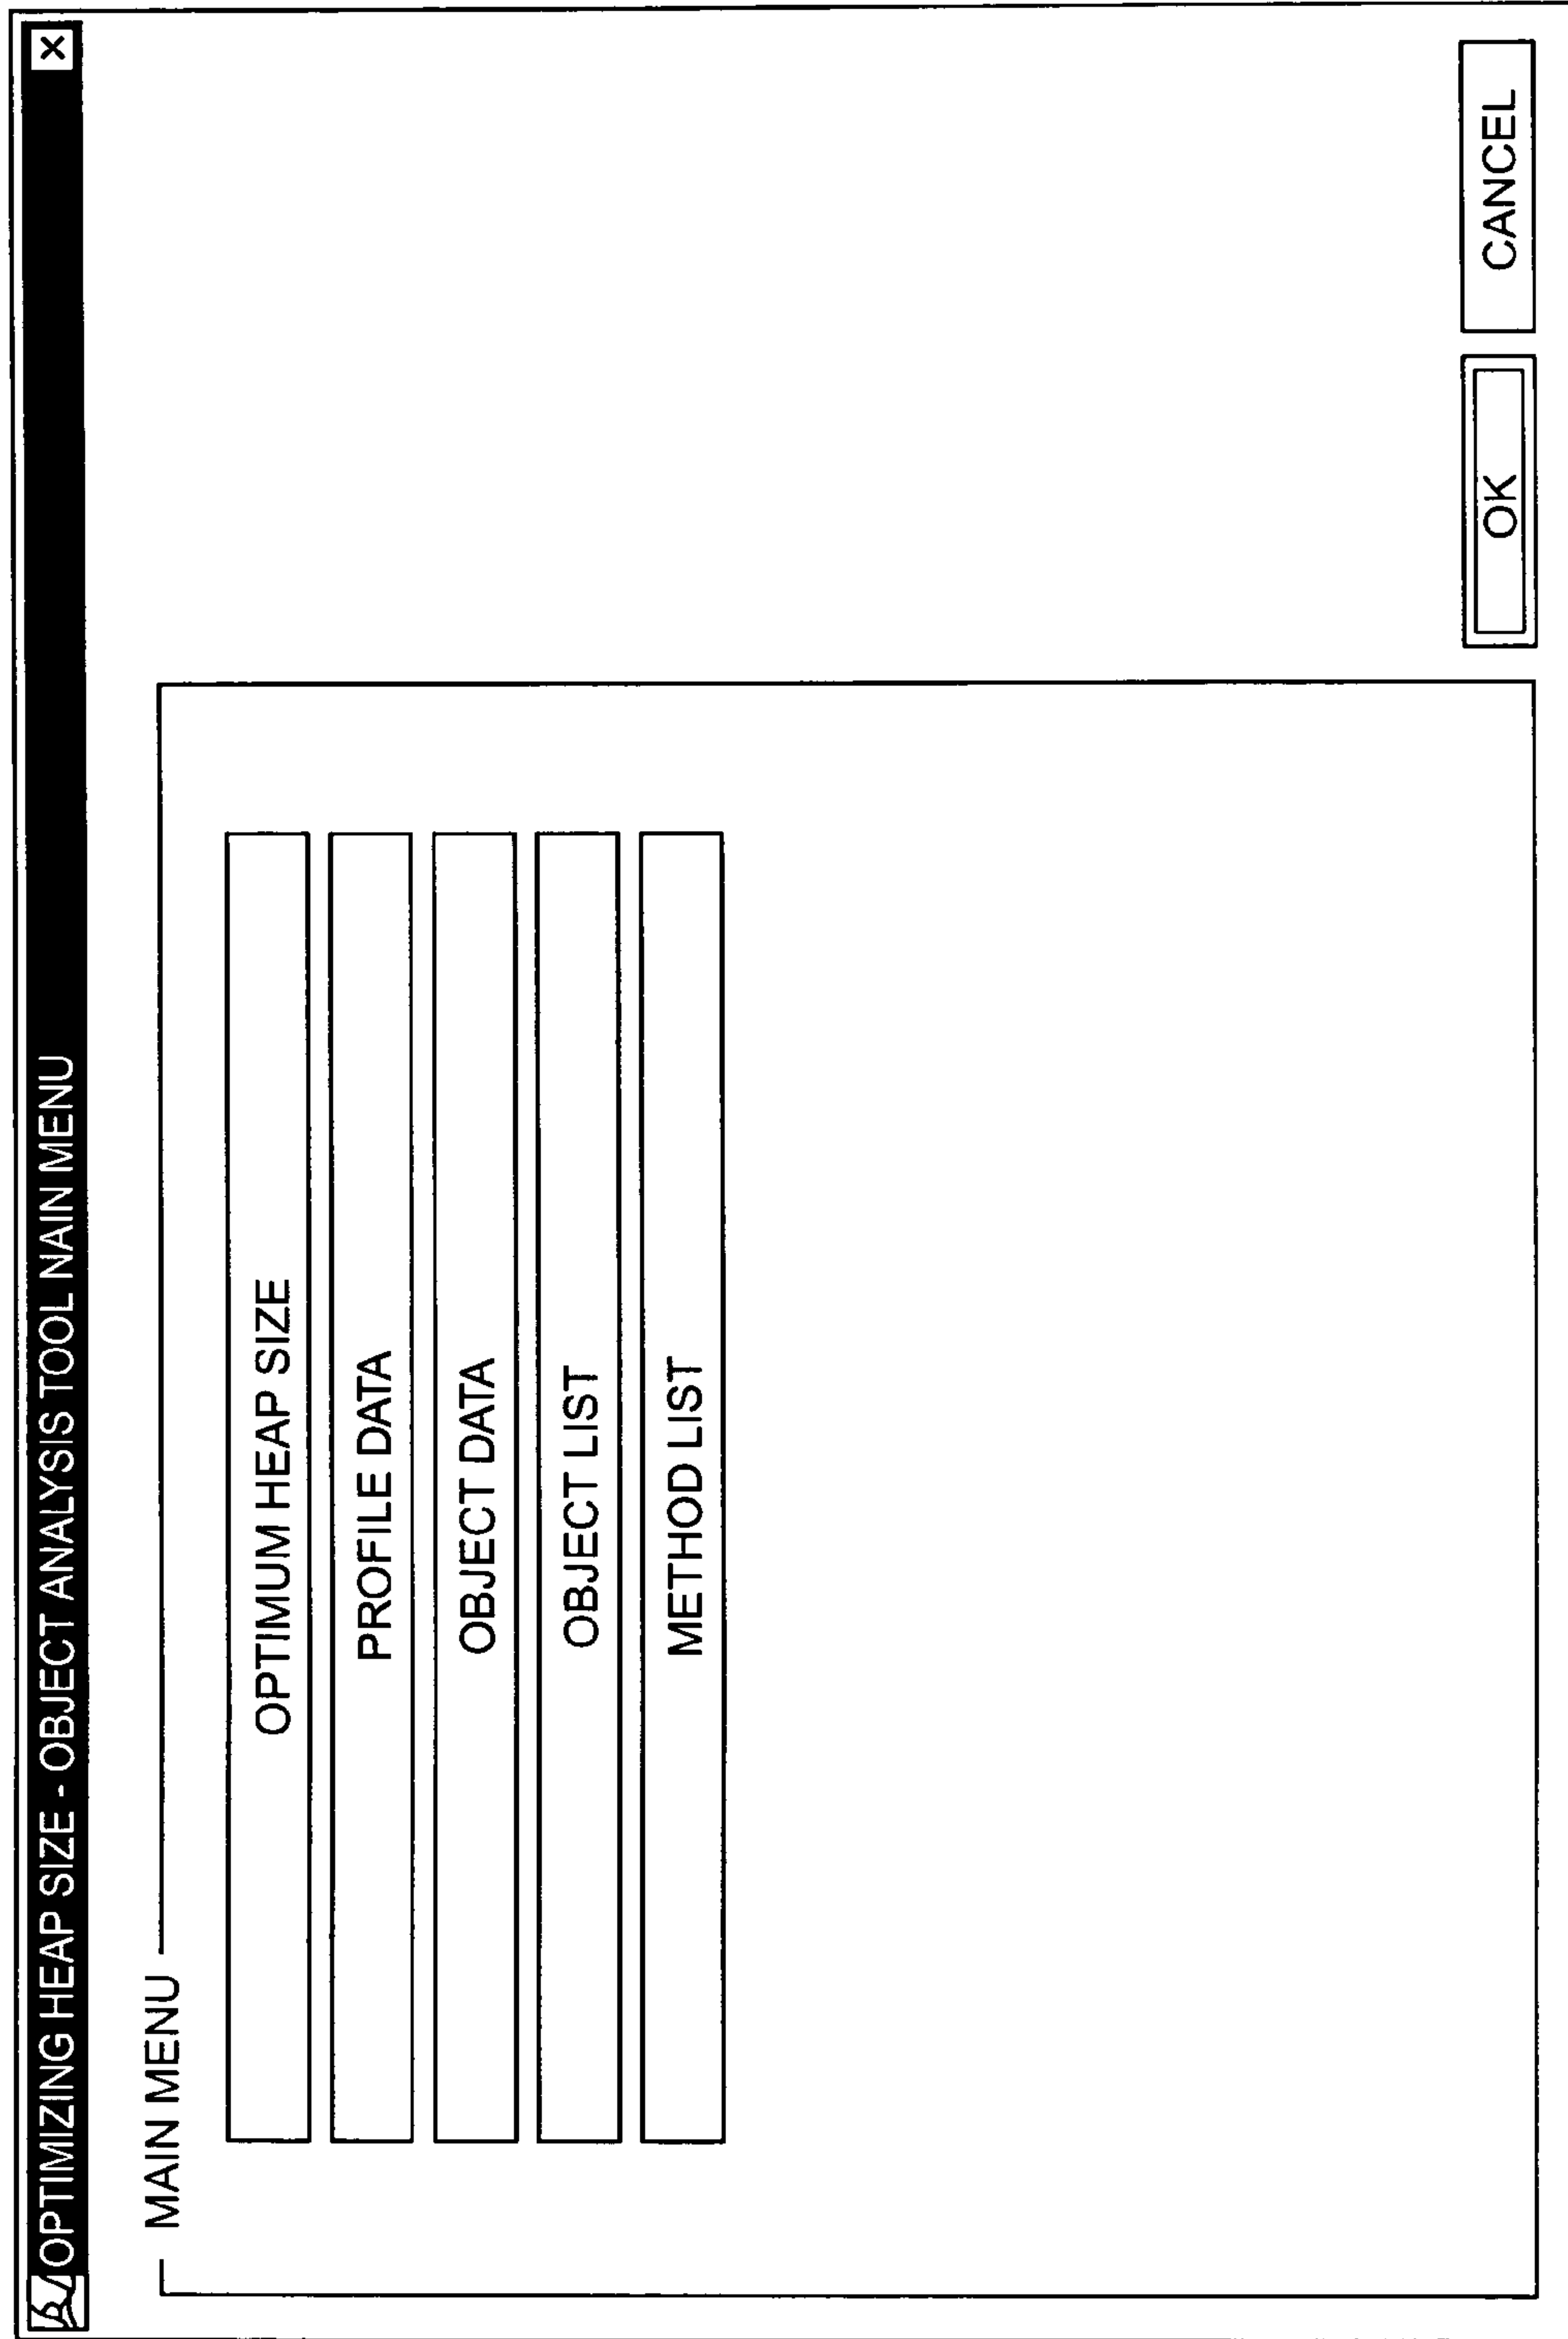 OPTIMIZING HEAP SIZE - OBJECT ANALYSIS TOOL NAIN MENU
MAIN MENU
OPTIMUM HEAP SIZE
PROFILE DATA
OBJECT DATA
OBJECT LIST
METHOD LIST
OK
CANCEL